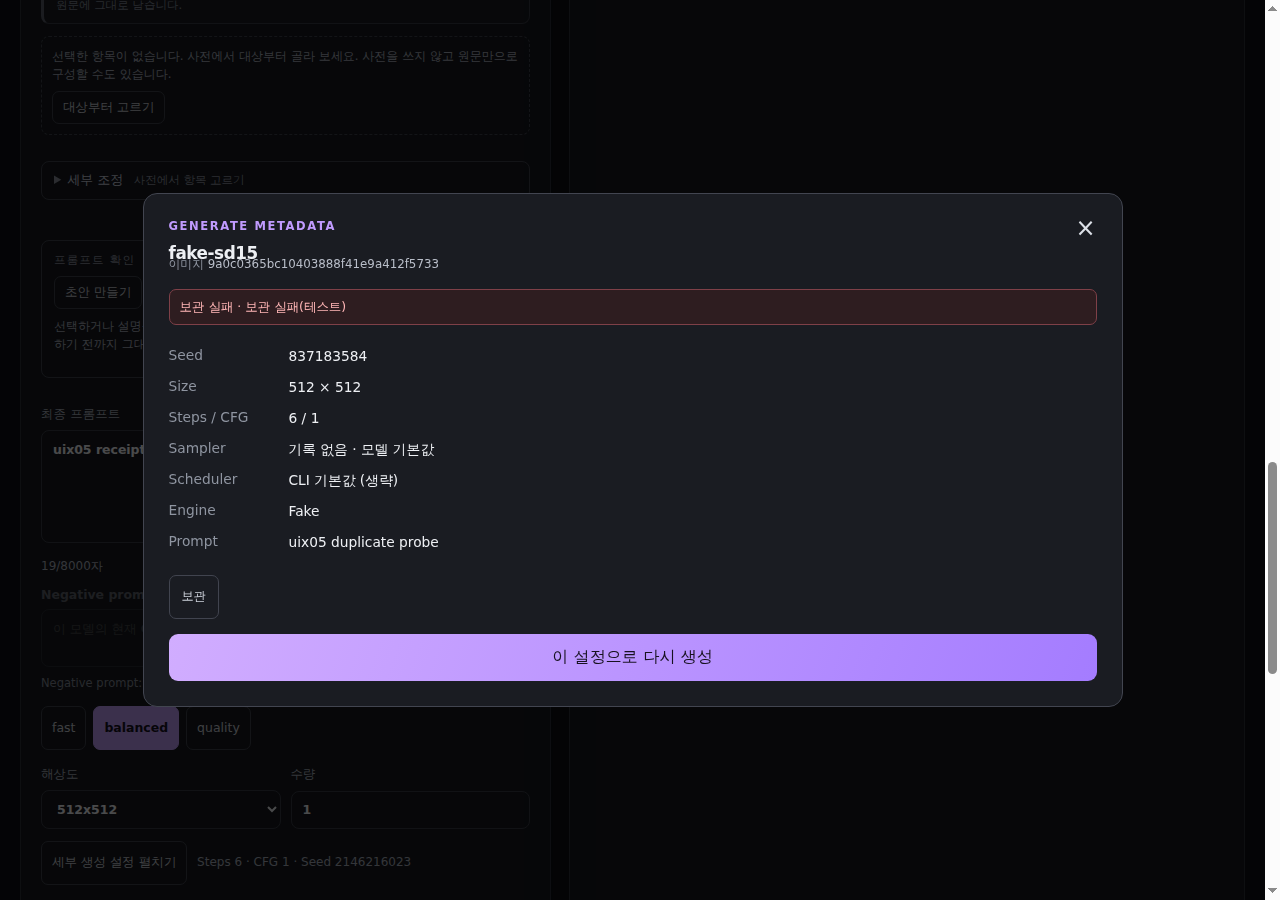 원문에 그대로 남습니다.
선택한 항목이 없습니다. 사전에서 대상부터 골라 보세요. 사전을 쓰지 않고 원문만으로
구성할 수도 있습니다.
대상부터 고르기
▶ 세부 조정 사전에서 항목 고르기
GENERATE METADATA
×
fake-sd15
이미지 9a0c0365bc10403888f41e9a412f5733
보관 실패 · 보관 실패(테스트)
Seed 837183584
Size 512 × 512
Steps / CFG 6 / 1
Sampler 기록 없음 · 모델 기본값
Scheduler CLI 기본값 (생략)
Engine Fake
Prompt uix05 duplicate probe
보관
이 설정으로 다시 생성
프롬프트 확인
초안 만들기
선택하거나 설명
하기 전까지 그대
최종 프롬프트
uix05 receipt
19/8000자
Negative prom
이 모델의 현재
Negative prompt:
fast balanced quality
해상도 수량
512x512 1
세부 생성 설정 펼치기 Steps 6 · CFG 1 · Seed 2146216023